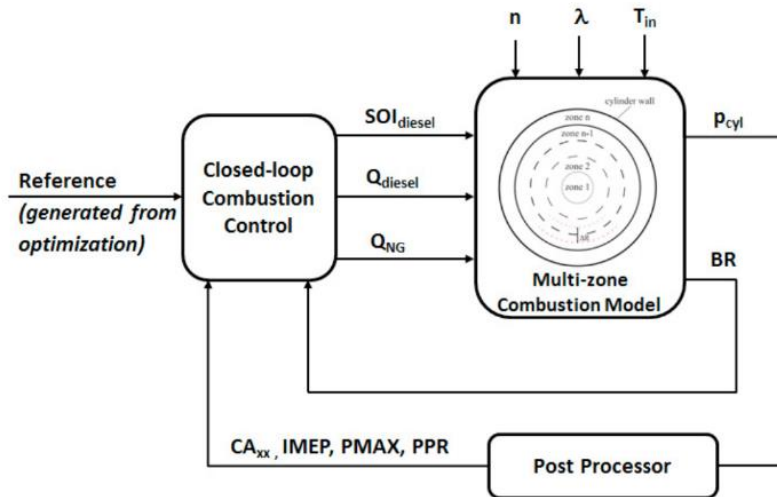 n
λ
T_in
cylinder wall
zone n
zone n-1
zone 2
zone 1
SOI_diesel
Q_diesel
Q_NG
Closed-loop
Combustion
Control
Reference
(generated from
optimization)
p_cyl
BR
Multi-zone
Combustion Model
CA_xx , IMEP, PMAX, PPR
Post Processor